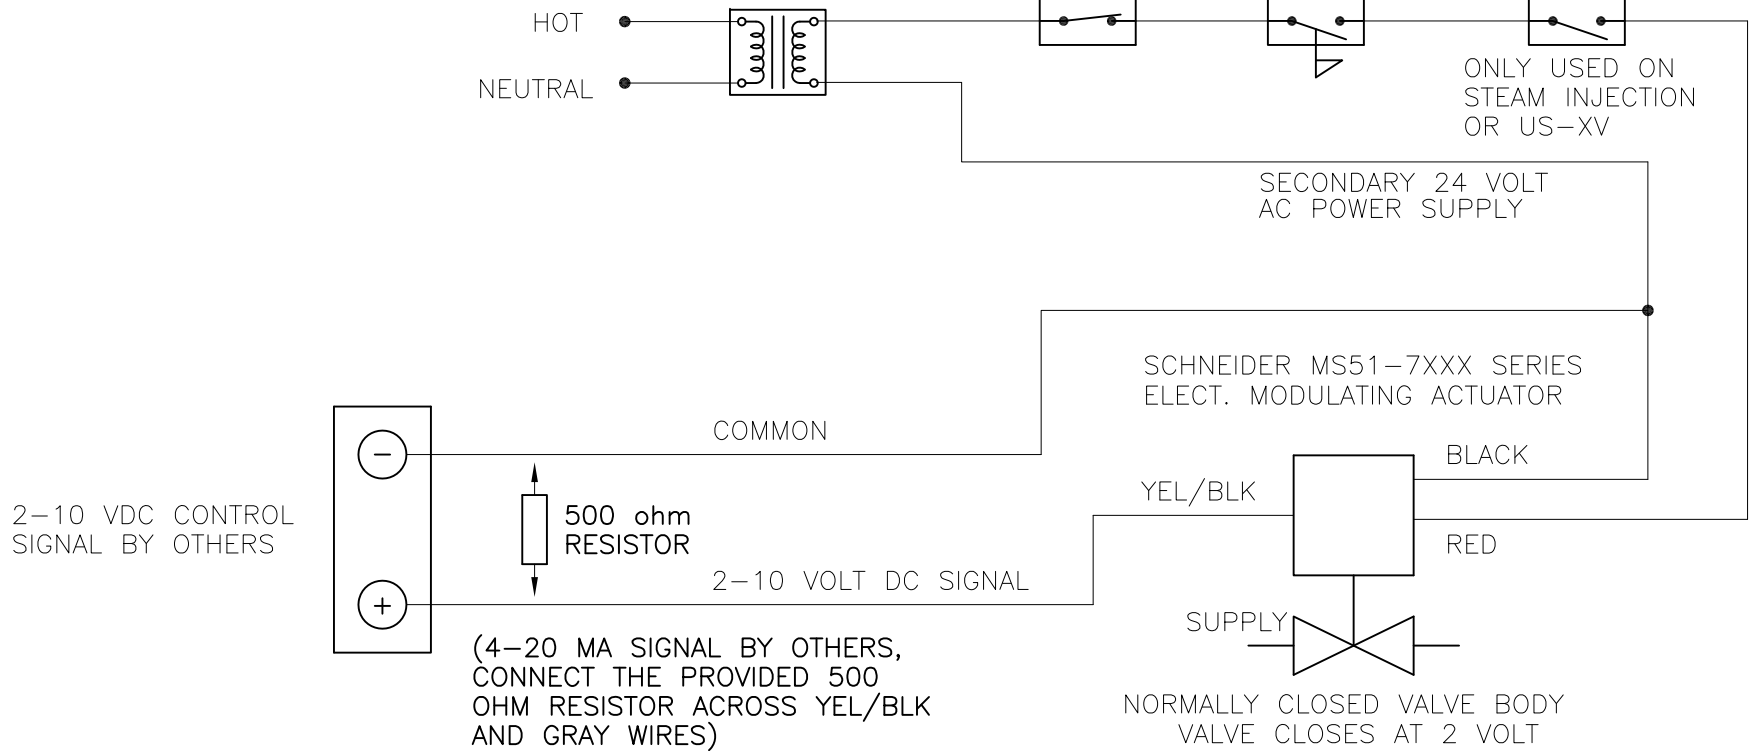 HOT
NEUTRAL
ONLY USED ON
STEAM INJECTION
OR US-XV
SECONDARY 24 VOLT
AC POWER SUPPLY
SCHNEIDER MS51-7XXX SERIES
ELECT. MODULATING ACTUATOR
COMMON
BLACK
YEL/BLK
2-10 VDC CONTROL
SIGNAL BY OTHERS
500 ohm
RESISTOR
RED
2-10 VOLT DC SIGNAL
SUPPLY
(4-20 MA SIGNAL BY OTHERS,
CONNECT THE PROVIDED 500
OHM RESISTOR ACROSS YEL/BLK
AND GRAY WIRES)
NORMALLY CLOSED VALVE BODY
VALVE CLOSES AT 2 VOLT